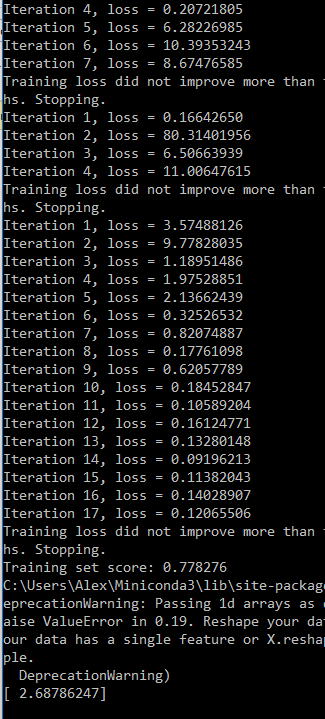 Iteration 4, loss = 0.20721805
Iteration 5, loss = 6.28226985
Iteration 6, loss = 10.39353243
Iteration 7, loss = 8.67476585
Training loss did not improve more than
hs. Stopping.
Iteration 1, loss = 0.16642650
Iteration 2, loss = 80.31401956
Iteration 3, loss = 6.50663939
Iteration 4, loss = 11.00647615
Training loss did not improve more than
hs. Stopping.
Iteration 1, loss = 3.57488126
Iteration 2, loss = 9.77828035
Iteration 3, loss = 1.18951486
Iteration 4, loss = 1.97528851
Iteration 5, loss = 2.13662439
Iteration 6, loss = 0.32526532
Iteration 7, loss = 0.82074887
Iteration 8, loss = 0.17761098
Iteration 9, loss = 0.62057789
Iteration 10, loss = 0.18452847
Iteration 11, loss = 0.10589204
Iteration 12, loss = 0.16124771
Iteration 13, loss = 0.13280148
Iteration 14, loss = 0.09196213
Iteration 15, loss = 0.11382043
Iteration 16, loss = 0.14028907
Iteration 17, loss = 0.12065506
Training loss did not improve more than
hs. Stopping.
Training set score: 0.778276
C:\Users\Alex\Miniconda3\lib\site-package
eprecationWarning: Passing 1d arrays as
aise ValueError in 0.19. Reshape your da
our data has a single feature or X.resha
ple.
DeprecationWarning)
[ 2.68786247]